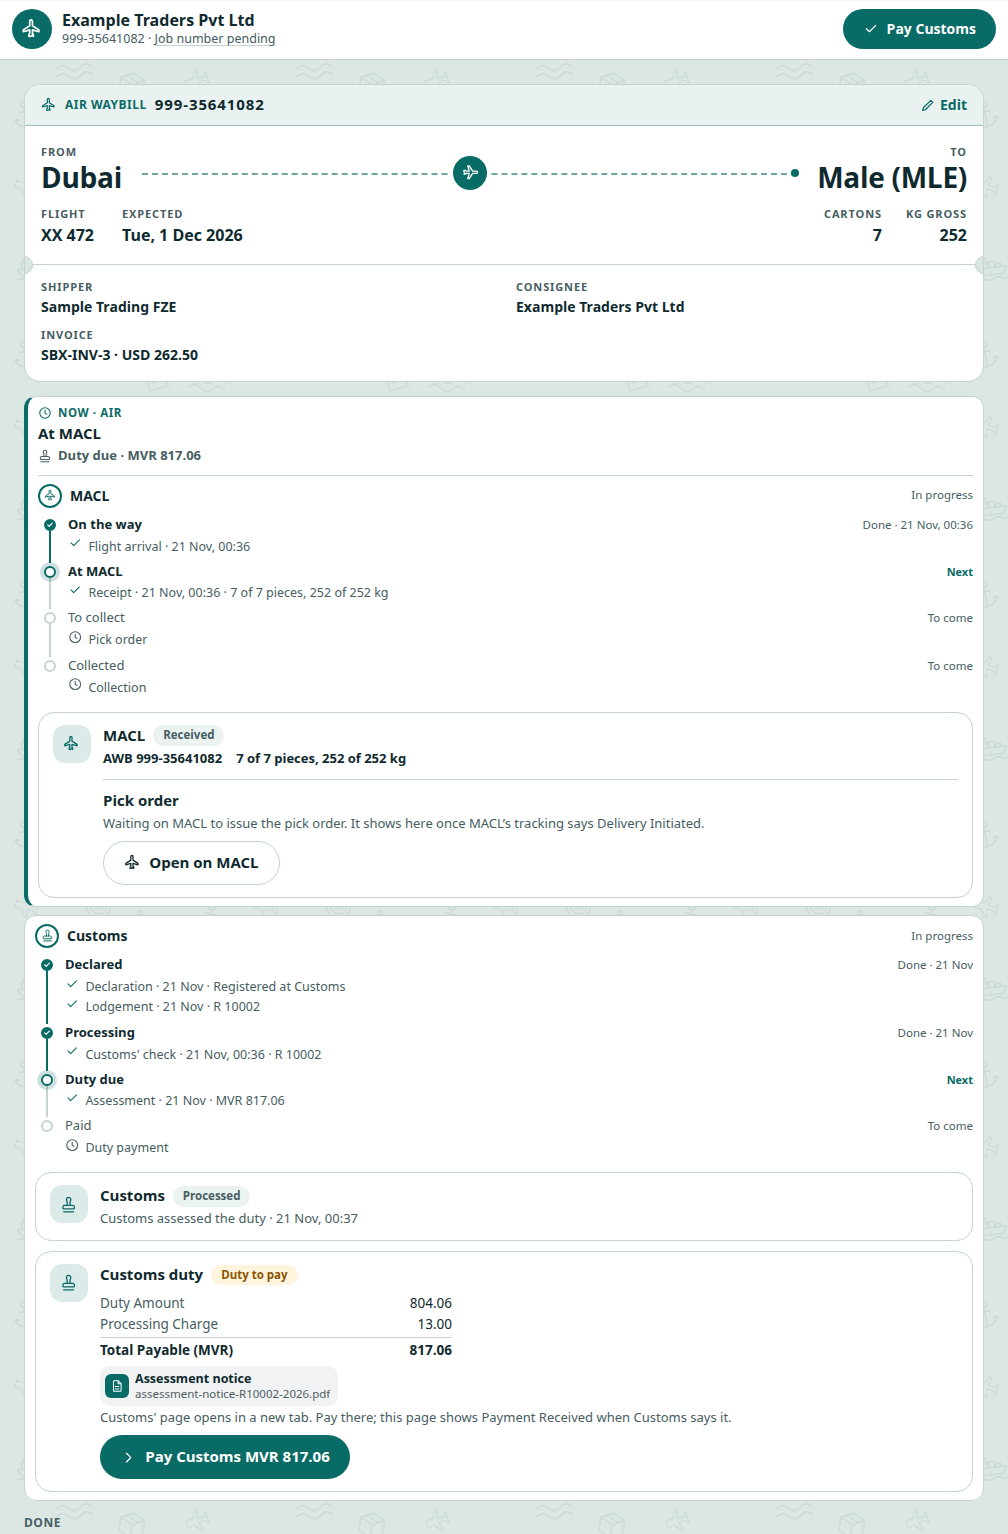 Example Traders Pvt Ltd
999-35641082 · Job number pending
Pay Customs
AIR WAYBILL 999-35641082
Edit
FROM
TO
Dubai
Male (MLE)
FLIGHT
EXPECTED
CARTONS
KG GROSS
XX 472
Tue, 1 Dec 2026
7
252
SHIPPER
CONSIGNEE
Sample Trading FZE
Example Traders Pvt Ltd
INVOICE
SBX-INV-3 · USD 262.50
NOW · AIR
At MACL
Duty due · MVR 817.06
MACL
In progress
On the way
Done · 21 Nov, 00:36
Flight arrival · 21 Nov, 00:36
At MACL
Next
Receipt · 21 Nov, 00:36 · 7 of 7 pieces, 252 of 252 kg
To collect
To come
Pick order
Collected
To come
Collection
MACL Received
AWB 999-35641082 7 of 7 pieces, 252 of 252 kg
Pick order
Waiting on MACL to issue the pick order. It shows here once MACL’s tracking says Delivery Initiated.
Open on MACL
Customs
In progress
Declared
Done · 21 Nov
Declaration · 21 Nov · Registered at Customs
Lodgement · 21 Nov · R 10002
Processing
Done · 21 Nov
Customs' check · 21 Nov, 00:36 · R 10002
Duty due
Next
Assessment · 21 Nov · MVR 817.06
Paid
To come
Duty payment
Customs Processed
Customs assessed the duty · 21 Nov, 00:37
Customs duty Duty to pay
Duty Amount 804.06
Processing Charge 13.00
Total Payable (MVR) 817.06
Assessment notice
assessment-notice-R10002-2026.pdf
Customs' page opens in a new tab. Pay there; this page shows Payment Received when Customs says it.
Pay Customs MVR 817.06
DONE